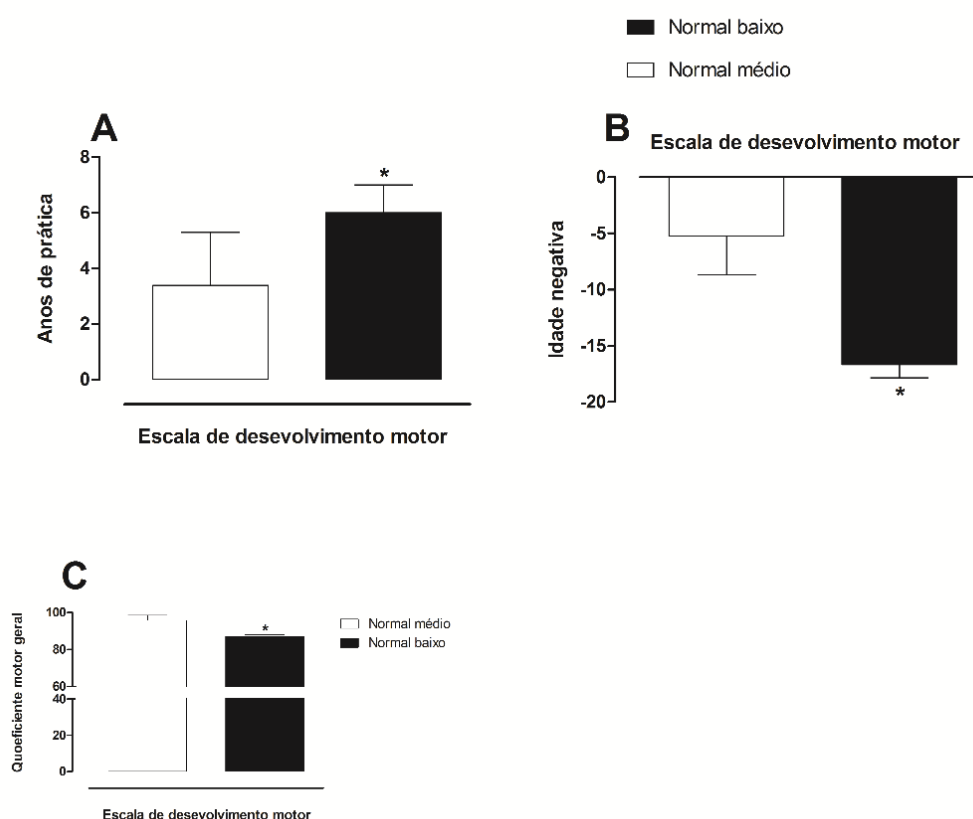 Normal baixo
Normal médio
A
8
6
4
2
0
Anos de prática
*
Escala de desevolvimento motor
B
Escala de desevolvimento motor
0
-5
-10
-15
-20
Idade negativa
*
C
100
80
60
40
20
0
Quoeficiente motor geral
*
Normal médio
Normal baixo
Escala de desevolvimento motor